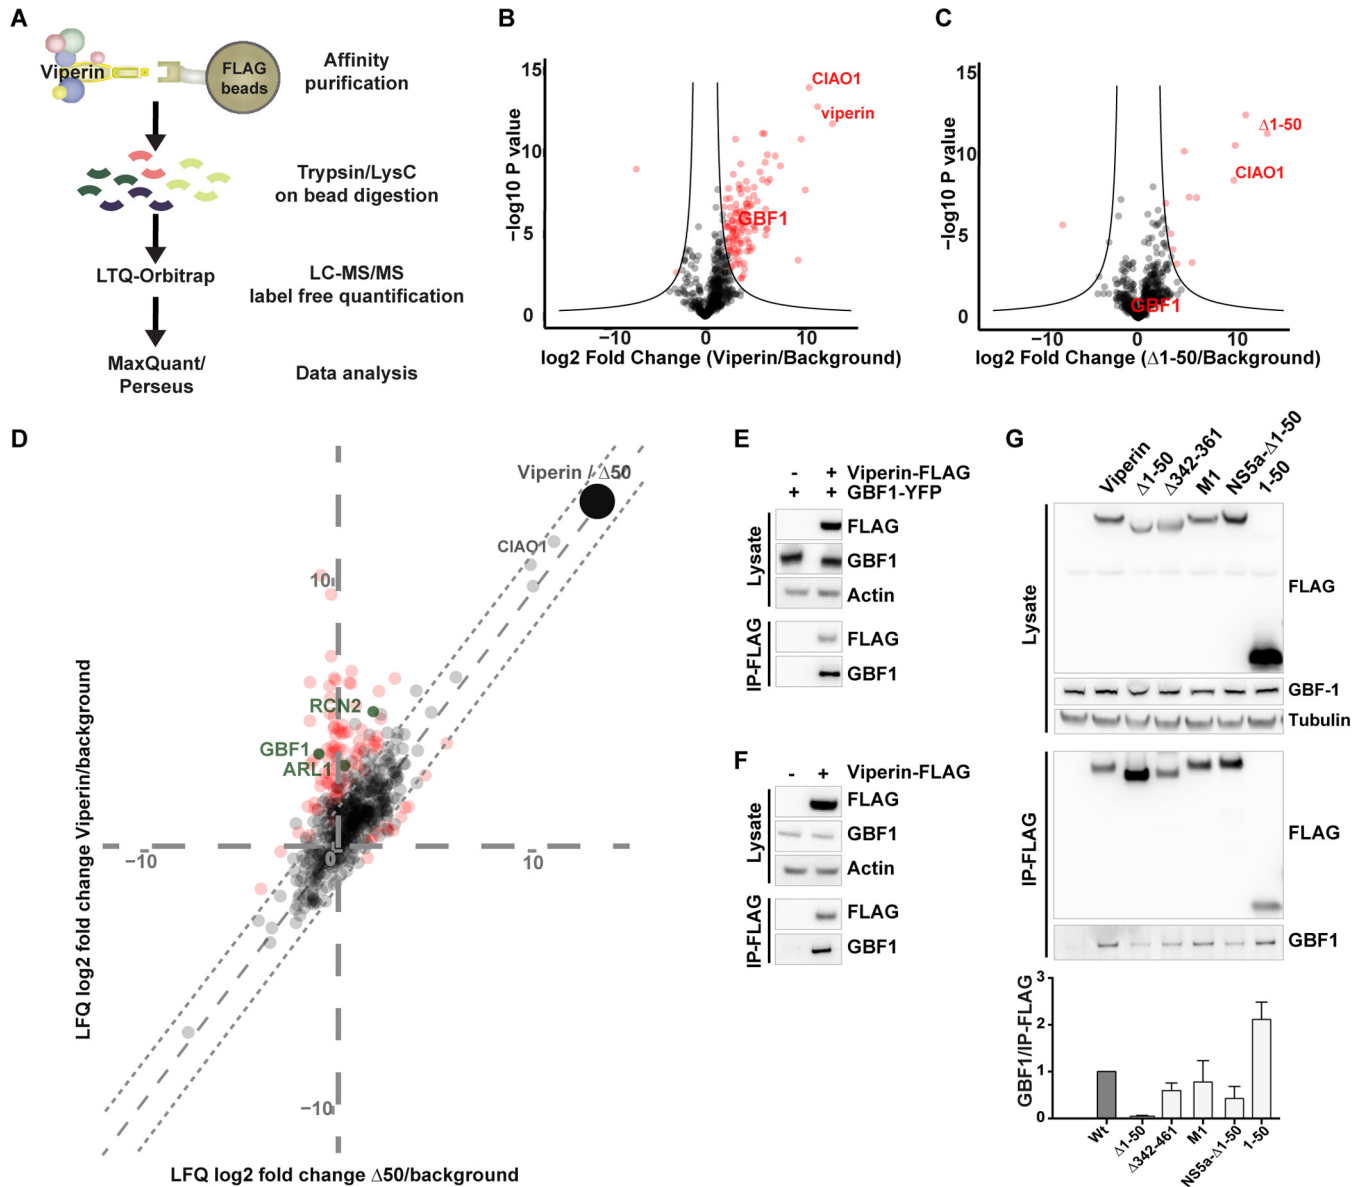 A
Viperin
FLAG
beads
Affinity
purification
Trypsin/LysC
on bead digestion
LTQ-Orbitrap
LC-MS/MS
label free quantification
MaxQuant/
Perseus
Data analysis
B
15
10
5
0
−log10 P value
CIAO1
viperin
GBF1
−10
0
10
log2 Fold Change (Viperin/Background)
C
15
10
5
0
−log10 P value
Δ1-50
CIAO1
GBF1
−10
0
10
log2 Fold Change (Δ1-50/Background)
D
Viperin / Δ50
CIAO1
10
RCN2
GBF1
ARL1
−10
0
10
−10
LFQ log2 fold change Viperin/background
LFQ log2 fold change Δ50/background
E
- + Viperin-FLAG
+ + GBF1-YFP
Lysate
FLAG
GBF1
Actin
IP-FLAG
FLAG
GBF1
F
- + Viperin-FLAG
Lysate
FLAG
GBF1
Actin
IP-FLAG
FLAG
GBF1
G
Viperin
Δ1-50
Δ342-361
M1
NS5a-Δ1-50
1-50
Lysate
FLAG
GBF-1
Tubulin
IP-FLAG
FLAG
GBF1
GBF1/IP-FLAG
3
2
1
0
Wt
Δ1-50
Δ342-461
M1
NS5a-Δ1-50
1-50